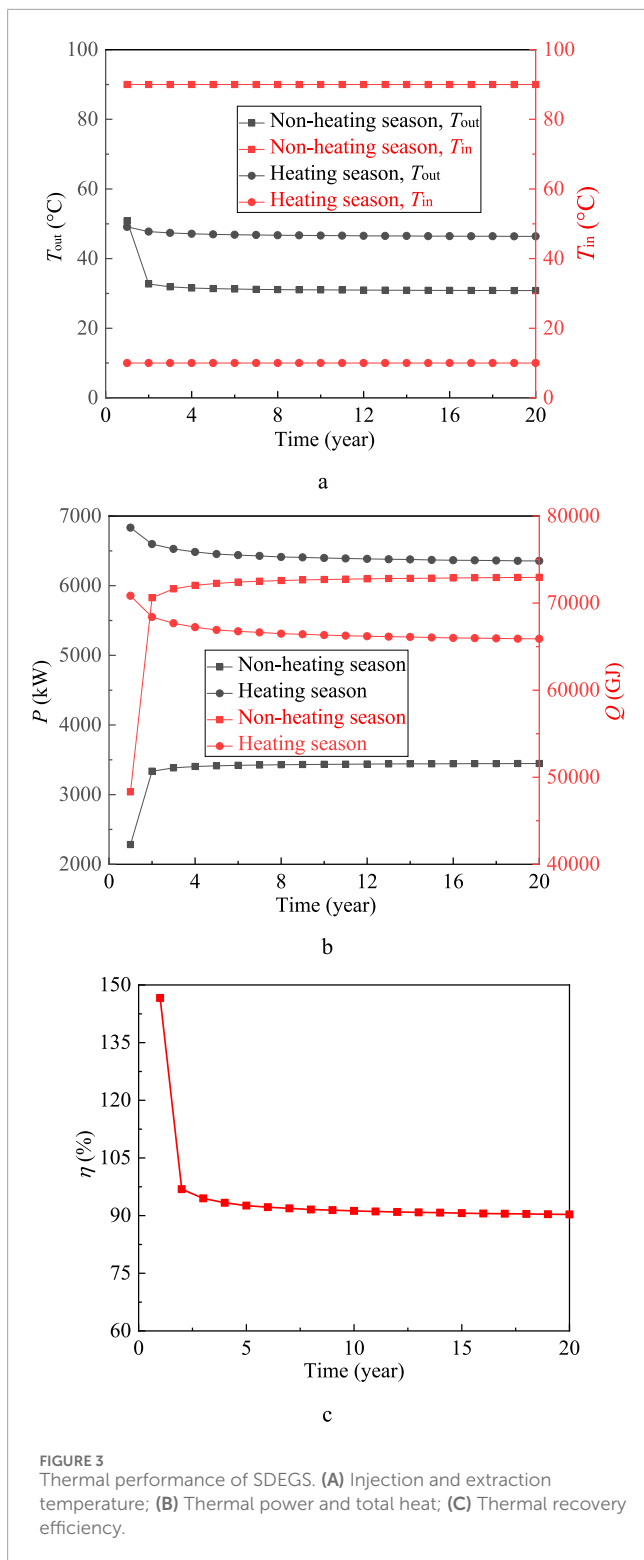 100
80
60
40
20
0
Tout (°C)
100
80
60
40
20
0
Tin (°C)
Non-heating season, Tout
Non-heating season, Tin
Heating season, Tout
Heating season, Tin
0 4 8 12 16 20
Time (year)
a
7000
6000
5000
4000
3000
2000
P (kW)
80000
70000
60000
50000
40000
Q (GJ)
Non-heating season
Heating season
Non-heating season
Heating season
0 4 8 12 16 20
Time (year)
b
150
135
120
105
90
75
60
η (%)
0 5 10 15 20
Time (year)
c
FIGURE 3
Thermal performance of SDEGS. (A) Injection and extraction
temperature; (B) Thermal power and total heat; (C) Thermal recovery
efficiency.